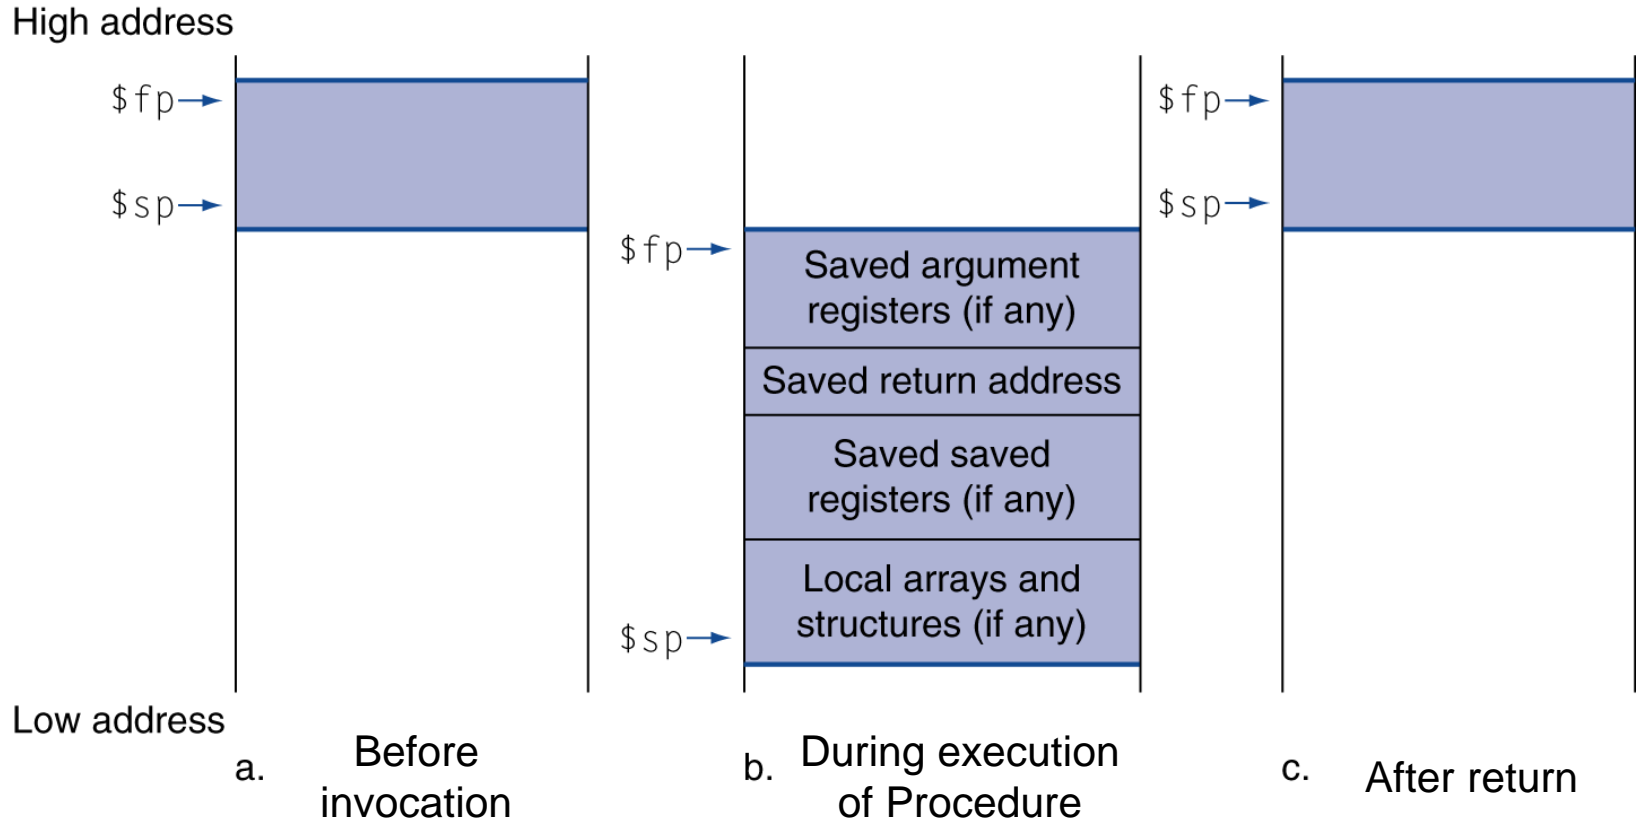 High address
$fp
$sp
$fp
Saved argument
registers (if any)
Saved return address
Saved saved
registers (if any)
Local arrays and
structures (if any)
$sp
$fp
$sp
Low address
a.
Before
invocation
b.
During execution
of Procedure
c.
After return